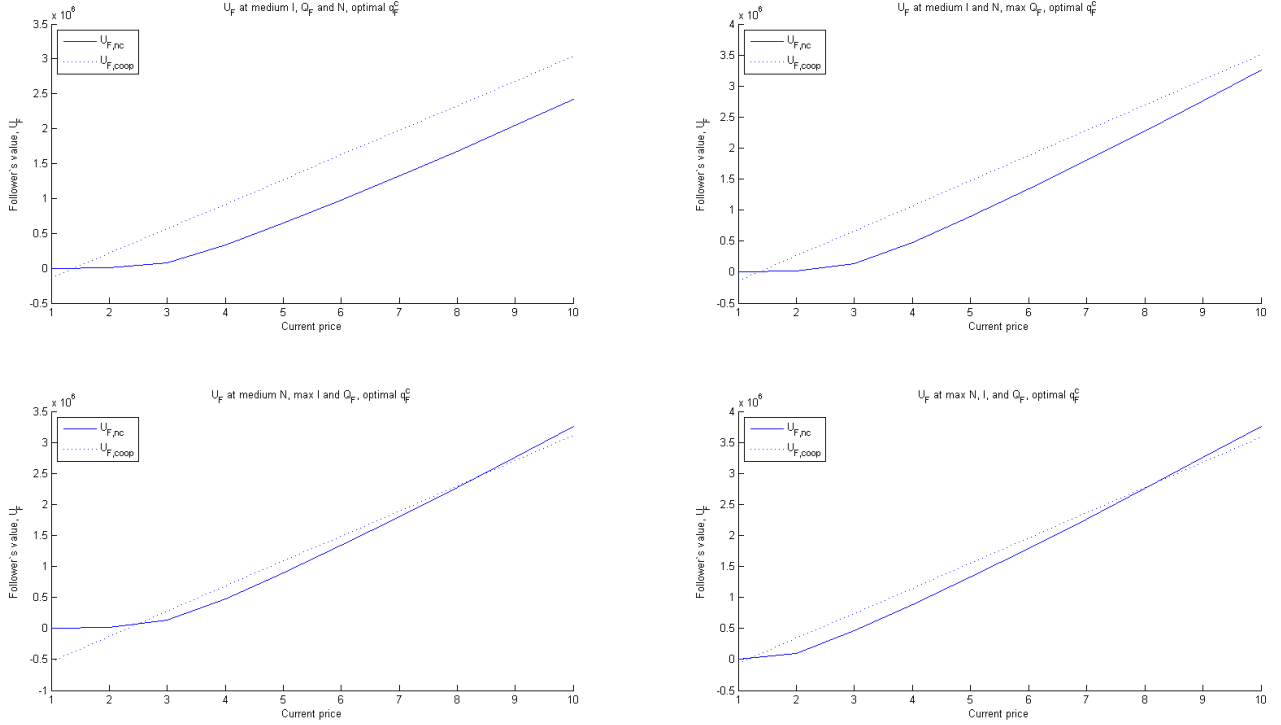 U_F at medium I, Q_F and N, optimal q_F^c
x 10^6
3.5
3
2.5
2
1.5
1
0.5
0
-0.5
U_F,nc
U_F,coop
Follower`s value, U_F
1 2 3 4 5 6 7 8 9 10
Current price
U_F at medium I and N, max Q_F, optimal q_F^c
x 10^6
4
3.5
3
2.5
2
1.5
1
0.5
0
-0.5
U_F,nc
U_F,coop
Follower`s value, U_F
1 2 3 4 5 6 7 8 9 10
Current price
U_F at medium N, max I and Q_F, optimal q_F^c
x 10^6
3.5
3
2.5
2
1.5
1
0.5
0
-0.5
-1
U_F,nc
U_F,coop
Follower`s value, U_F
1 2 3 4 5 6 7 8 9 10
Current price
U_F at max N, I, and Q_F, optimal q_F^c
x 10^6
4
3.5
3
2.5
2
1.5
1
0.5
0
-0.5
U_F,nc
U_F,coop
Follower`s value, U_F
1 2 3 4 5 6 7 8 9 10
Current price